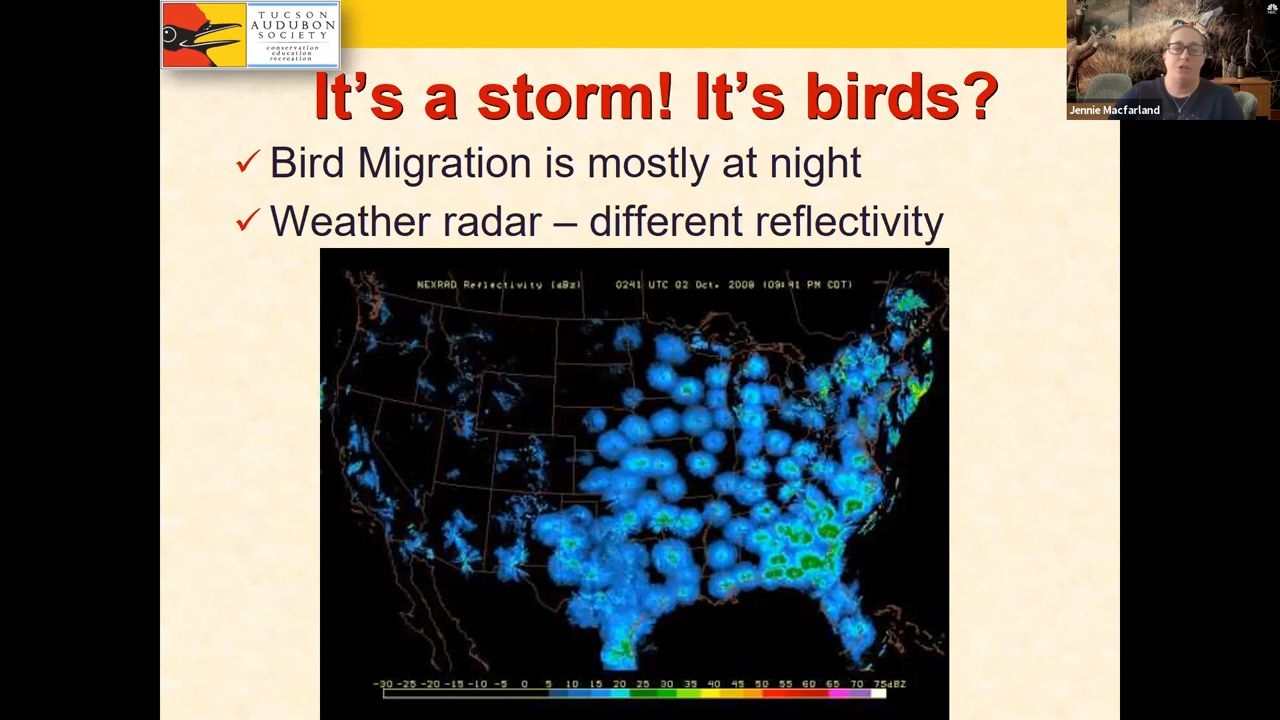 TUCSON
AUDUBON
SOCIETY
conservation
education
recreation
It's a storm! It's birds?
Bird Migration is mostly at night
Weather radar – different reflectivity
NEXRAD Reflectivity (dBz) 0241 UTC 02 Oct. 2008 (09:41 PM CDT)
-30 -25 -20 -15 -10 -5 0 5 10 15 20 25 30 35 40 45 50 55 60 65 70 75dBZ
Jennie Macfarland